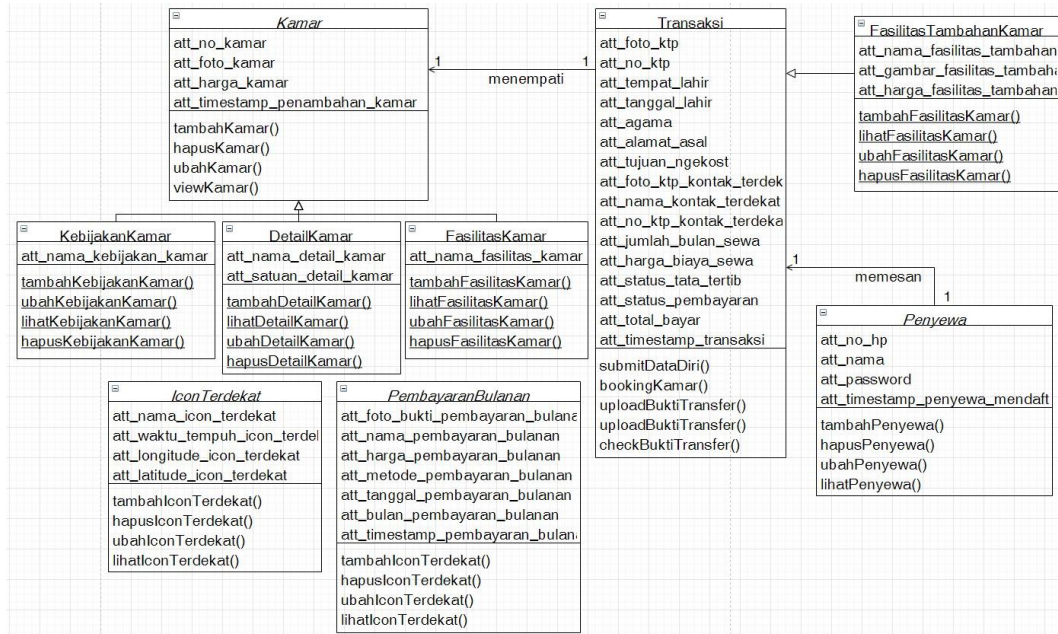 Kamar
att_no_kamar
att_foto_kamar
att_harga_kamar
att_timestamp_penambahan_kamar
tambahKamar()
hapusKamar()
ubahKamar()
viewKamar()
1
1
menempati
Transaksi
att_foto_ktp
att_no_ktp
att_tempat_lahir
att_tanggal_lahir
att_agama
att_alamat_asal
att_tujuan_ngekost
att_foto_ktp_kontak_terdek
att_nama_kontak_terdekat
att_no_ktp_kontak_terdeka
att_jumlah_bulan_sewa
att_harga_biaya_sewa
att_status_tata_tertib
att_status_pembayaran
att_total_bayar
att_timestamp_transaksi
submitDataDiri()
bookingKamar()
uploadBuktiTransfer()
uploadBuktiTransfer()
checkBuktiTransfer()
FasilitasTambahanKamar
att_nama_fasilitas_tambahan
att_gambar_fasilitas_tambaha
att_harga_fasilitas_tambahan
tambahFasilitasKamar()
lihatFasilitasKamar()
ubahFasilitasKamar()
hapusFasilitasKamar()
KebijakanKamar
att_nama_kebijakan_kamar
tambahKebijakanKamar()
ubahKebijakanKamar()
lihatKebijakanKamar()
hapusKebijakanKamar()
DetailKamar
att_nama_detail_kamar
att_satuan_detail_kamar
tambahDetailKamar()
lihatDetailKamar()
ubahDetailKamar()
hapusDetailKamar()
FasilitasKamar
att_nama_fasilitas_kamar
tambahFasilitasKamar()
lihatFasilitasKamar()
ubahFasilitasKamar()
hapusFasilitasKamar()
1
memesan
1
Penyewa
att_no_hp
att_nama
att_password
att_timestamp_penyewa_mendaft
tambahPenyewa()
hapusPenyewa()
ubahPenyewa()
lihatPenyewa()
IconTerdekat
att_nama_icon_terdekat
att_waktu_tempuh_icon_terdel
att_longitude_icon_terdekat
att_latitude_icon_terdekat
tambahIconTerdekat()
hapusIconTerdekat()
ubahIconTerdekat()
lihatIconTerdekat()
PembayaranBulanan
att_foto_bukti_pembayaran_bulana
att_nama_pembayaran_bulanan
att_harga_pembayaran_bulanan
att_metode_pembayaran_bulanan
att_tanggal_pembayaran_bulanan
att_bulan_pembayaran_bulanan
att_timestamp_pembayaran_bulan
tambahIconTerdekat()
hapusIconTerdekat()
ubahIconTerdekat()
lihatIconTerdekat()